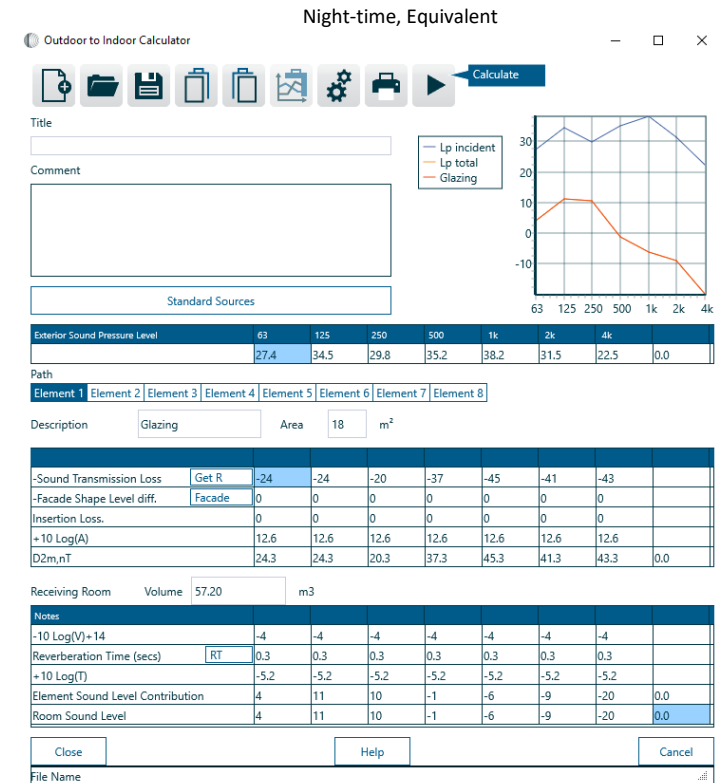 Night-time, Equivalent
Outdoor to Indoor Calculator
Calculate
Title
Comment
Lp incident
Lp total
Glazing
30
20
10
0
-10
63 125 250 500 1k 2k 4k
Standard Sources
Exterior Sound Pressure Level 63 125 250 500 1k 2k 4k
27.4 34.5 29.8 35.2 38.2 31.5 22.5 0.0
Path
Element 1 Element 2 Element 3 Element 4 Element 5 Element 6 Element 7 Element 8
Description Glazing Area 18 m²
-Sound Transmission Loss Get R -24 -24 -20 -37 -45 -41 -43
-Facade Shape Level diff. Facade 0 0 0 0 0 0 0
Insertion Loss. 0 0 0 0 0 0 0
+10 Log(A) 12.6 12.6 12.6 12.6 12.6 12.6 12.6
D2m,nT 24.3 24.3 20.3 37.3 45.3 41.3 43.3 0.0
Receiving Room Volume 57.20 m3
Notes
-10 Log(V)+14 -4 -4 -4 -4 -4 -4 -4
Reverberation Time (secs) RT 0.3 0.3 0.3 0.3 0.3 0.3 0.3
+10 Log(T) -5.2 -5.2 -5.2 -5.2 -5.2 -5.2 -5.2
Element Sound Level Contribution 4 11 10 -1 -6 -9 -20 0.0
Room Sound Level 4 11 10 -1 -6 -9 -20 0.0
Close Help Cancel
File Name